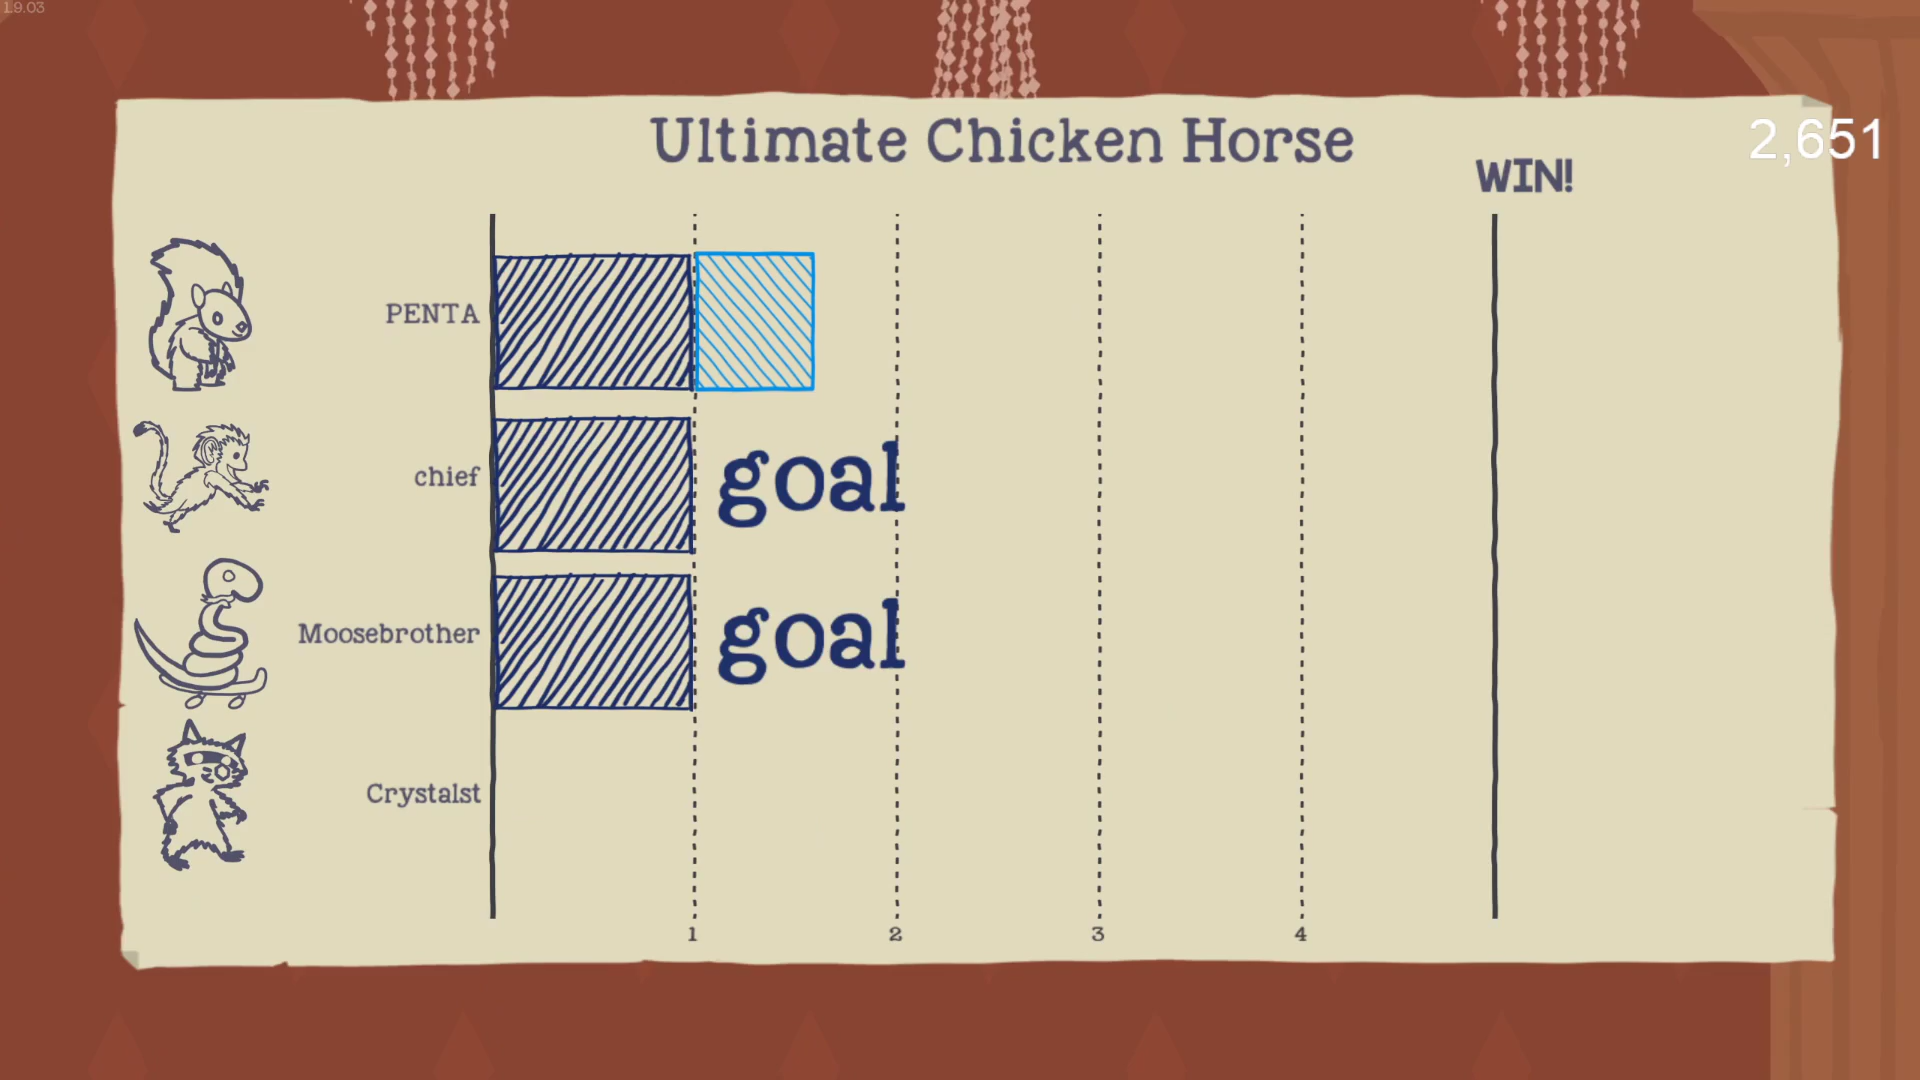 1.9.03
Ultimate Chicken Horse
2,651
WIN!
PENTA
chief
goal
Moosebrother
goal
Crystalst
1 2 3 4